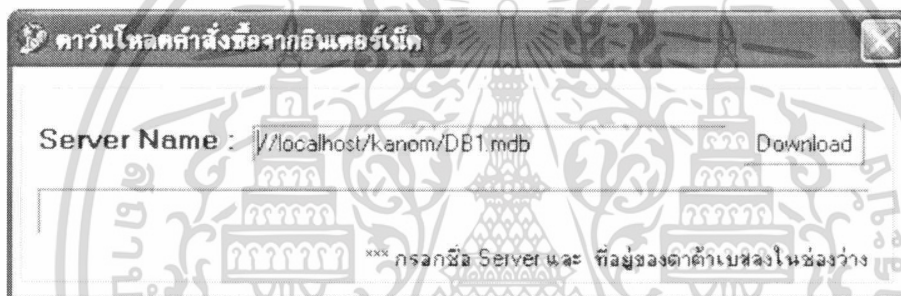 ดาวน์โหลดคำสั่งซื้อจากอินเตอร์เน็ต
Server Name : //localhost/kanom/DB1.mdb Download
*** กรอกชื่อ Server และ ที่อยู่ของดาต้าเบสลงในช่องว่าง